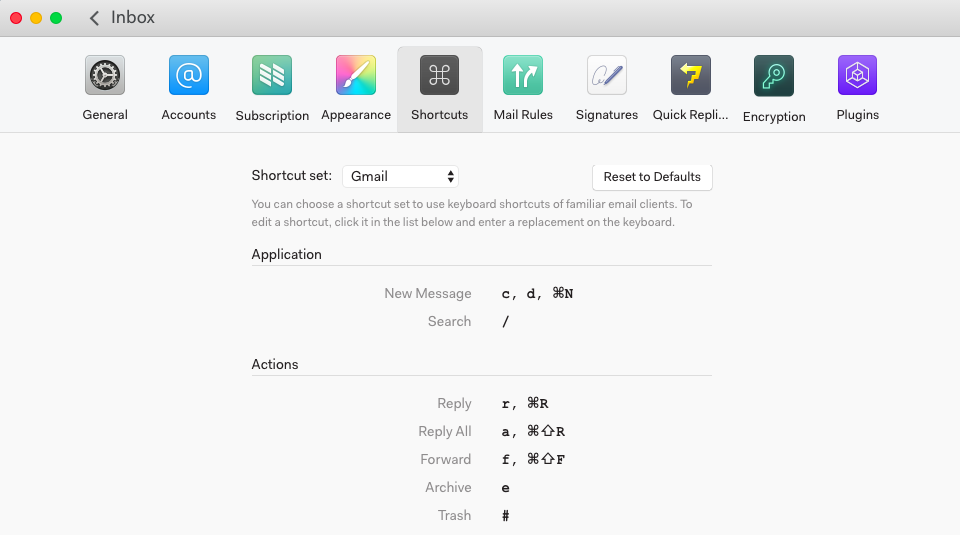 Inbox
General Accounts Subscription Appearance Shortcuts Mail Rules Signatures Quick Repli... Encryption Plugins
Shortcut set: Gmail Reset to Defaults
You can choose a shortcut set to use keyboard shortcuts of familiar email clients. To
edit a shortcut, click it in the list below and enter a replacement on the keyboard.
Application
New Message c, d, ⌘N
Search /
Actions
Reply r, ⌘R
Reply All a, ⌘⇧R
Forward f, ⌘⇧F
Archive e
Trash #